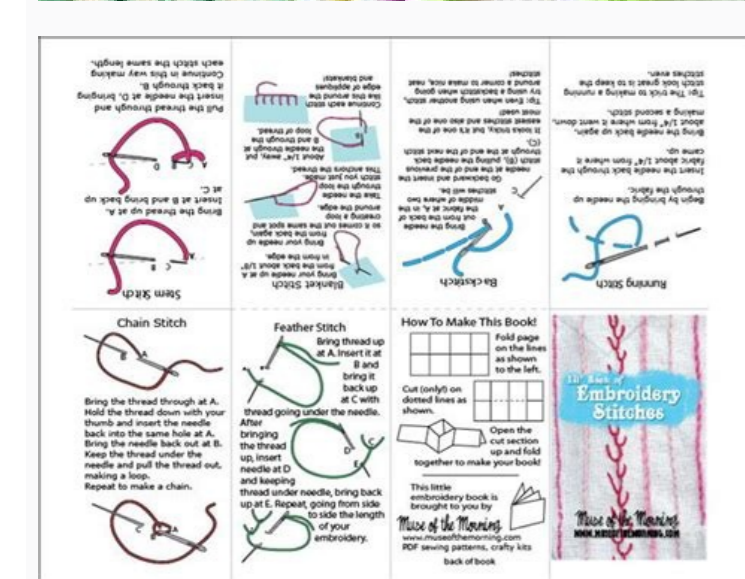 Stem Stitch
Bring the thread up at A.
Insert at B and bring back up
at C.
Pull the thread through and
insert the needle at D, bringing
it back through B.
Continue in this way making
each stitch the same length.
Blanket Stitch
Bring your needle up at A
from the back about 1/8"
in from the edge.
Bring your needle up
from the back again,
so it comes out the same spot and
creating a loop
around the edge.
Take the needle
through the loop
stitch you just made.
This anchors the thread.
About 1/4" away, put
the needle through at
B and through the
loop of thread.
Continue each stitch
like this around the
edge of appliques
and blankets!
Backstitch
Bring the needle
out from the back of
the fabric at A, in the
middle of where two
stitches will be.
Go backward and insert the
needle at the end of the previous
stitch (B), pulling the needle back
through at the end of the next stitch
(C).
It looks tricky, but it's one of the
easiest stitches and also one of the
most used!
Tip: Even when using another stitch,
try using a backstitch when going
around a corner to make nice, neat
stitches!
Running Stitch
Begin by bringing the needle up
through the fabric.
Insert the needle back through the
fabric about 1/4" from where it
came up.
Bring the needle back up again,
about 1/4" from where it went down,
making a second stitch.
Tip: The trick to making a running
stitch look great is to keep the
stitches even.
Chain Stitch
B A
Bring the thread through at A.
Hold the thread down with your
thumb and insert the needle
back into the same hole at A.
Bring the needle back out at B.
Keep the thread under the
needle and pull the thread out,
making a loop.
Repeat to make a chain.
C B A
Feather Stitch
Bring thread up
at A. Insert it at
B and
bring it
back up
at C with
thread going under the needle.
After
bringing
the thread
up, insert
needle at D
and keeping
thread under needle, bring back
up at E. Repeat, going from side
to side the length
of your
embroidery.
D C
E
How To Make This Book!
Fold page
on the lines
as shown
to the left.
Cut (only!) on
dotted lines as
shown.
Open the
cut section
up and fold
together to make your book!
This little
embroidery book is
brought to you by
Muse of the Morning
www.museofthemorning.com
PDF sewing patterns, crafty kits
back of book
Lil' Book of
Embroidery
Stitches
Muse of the Morning
WWW.MUSEOFTHEMORNING.COM